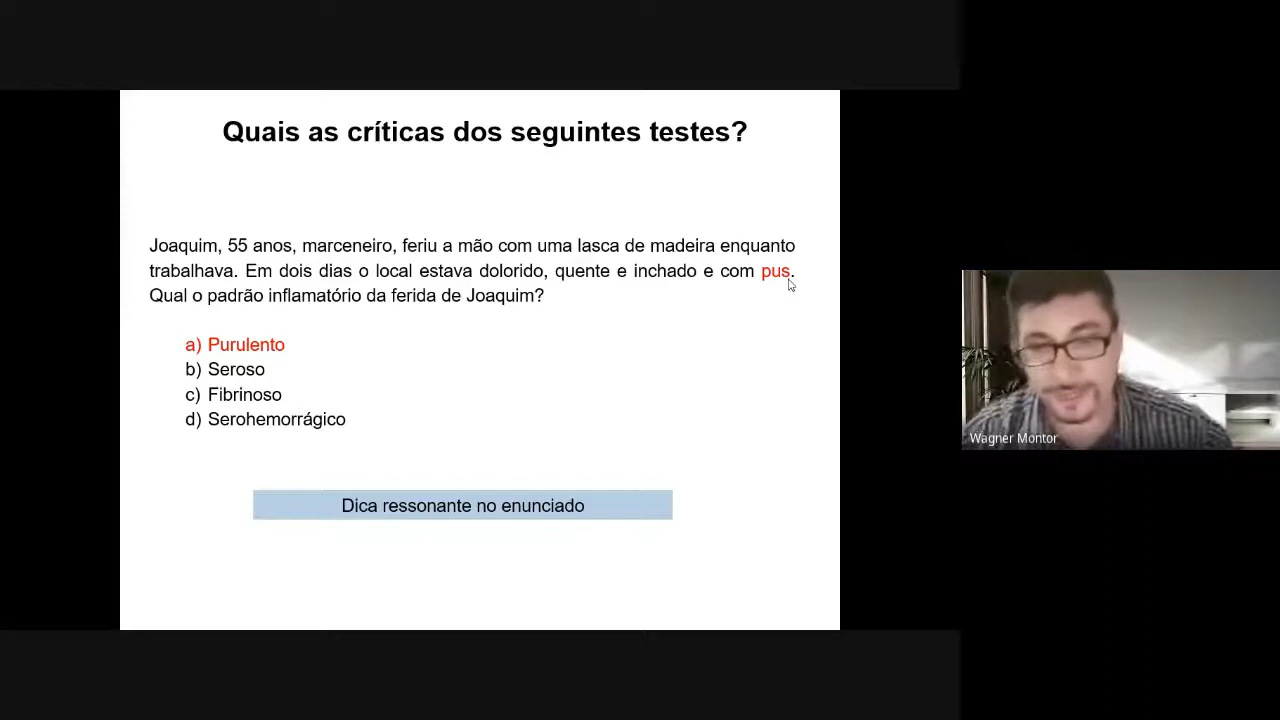 Quais as críticas dos seguintes testes?
Joaquim, 55 anos, marceneiro, feriu a mão com uma lasca de madeira enquanto
trabalhava. Em dois dias o local estava dolorido, quente e inchado e com pus.
Qual o padrão inflamatório da ferida de Joaquim?
a) Purulento
b) Seroso
c) Fibrinoso
d) Serohemorrágico
Dica ressonante no enunciado
Wagner Montor